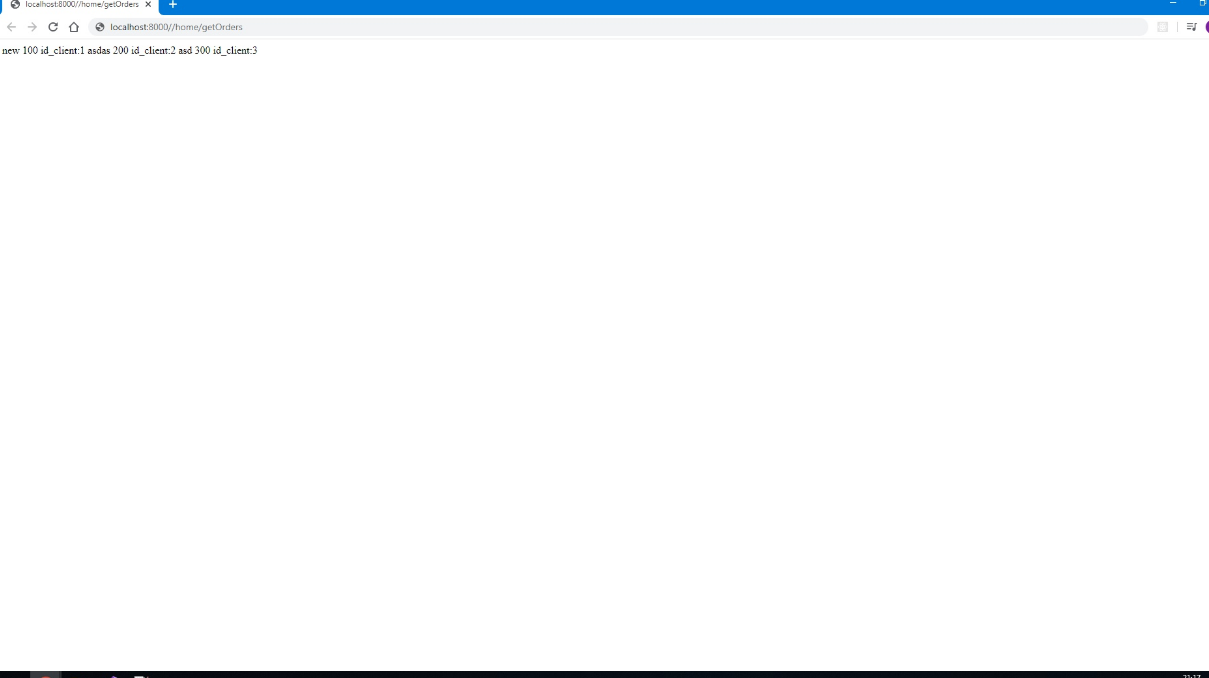 localhost:8000//home/getOrders
localhost:8000//home/getOrders
new 100 id_client:1 asdas 200 id_client:2 asd 300 id_client:3